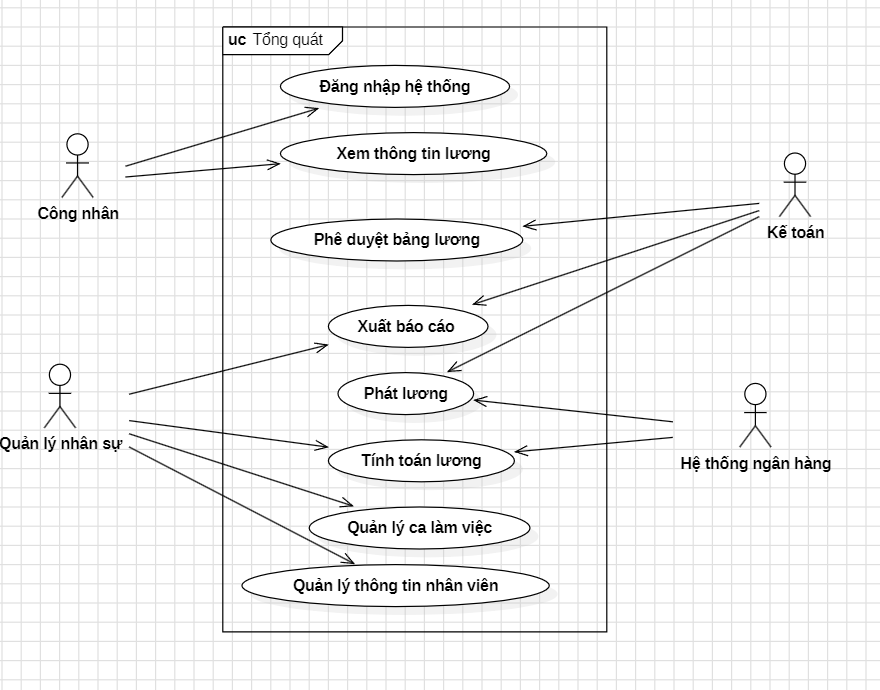 uc Tổng quát
Đăng nhập hệ thống
Xem thông tin lương
Công nhân
Phê duyệt bảng lương
Kế toán
Xuất báo cáo
Phát lương
Quản lý nhân sự
Tính toán lương
Hệ thống ngân hàng
Quản lý ca làm việc
Quản lý thông tin nhân viên